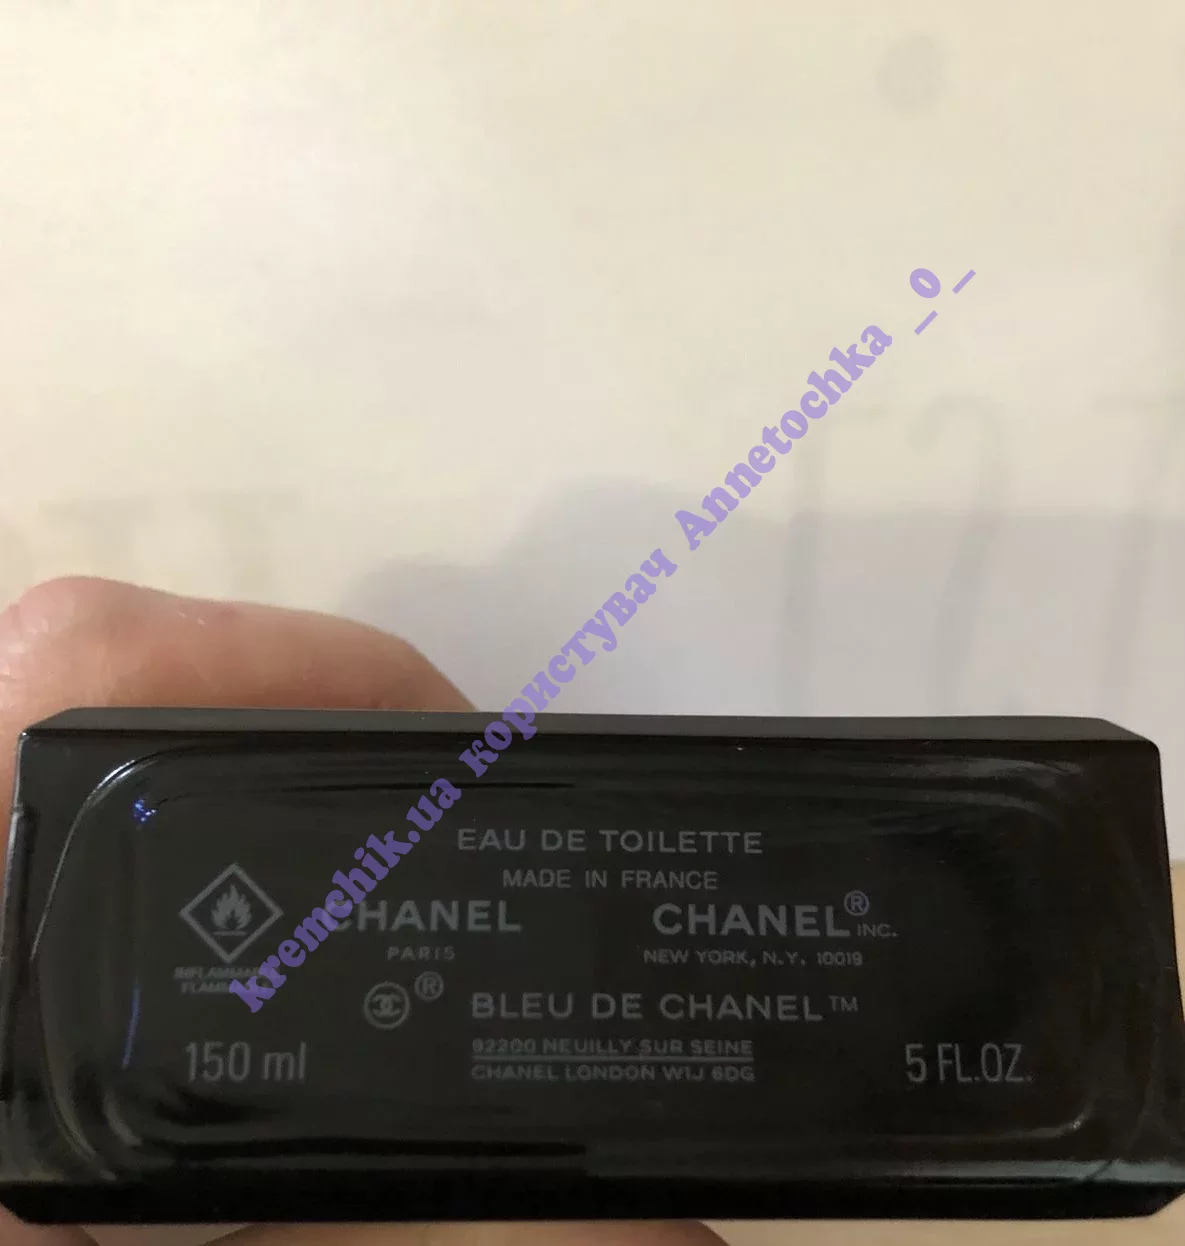 kremchik.ua користувач Annetochka _o_
EAU DE TOILETTE
MADE IN FRANCE
CHANEL
PARIS
CHANEL® INC.
NEW YORK, N.Y. 10019
® BLEU DE CHANEL™
92200 NEUILLY SUR SEINE
CHANEL LONDON W1J 6DG
150 ml
5 FL.OZ.